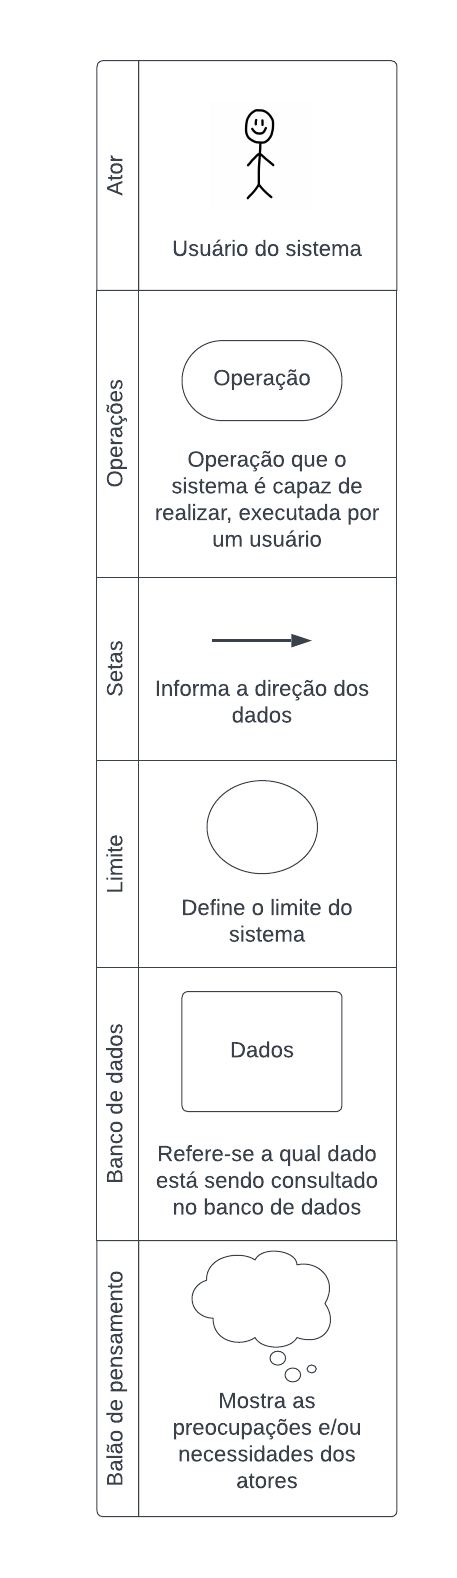 Ator
Usuário do sistema
Operações
Operação
Operação que o
sistema é capaz de
realizar, executada por
um usuário
Setas
Informa a direção dos
dados
Limite
Define o limite do
sistema
Banco de dados
Dados
Refere-se a qual dado
está sendo consultado
no banco de dados
Balão de pensamento
Mostra as
preocupações e/ou
necessidades dos
atores